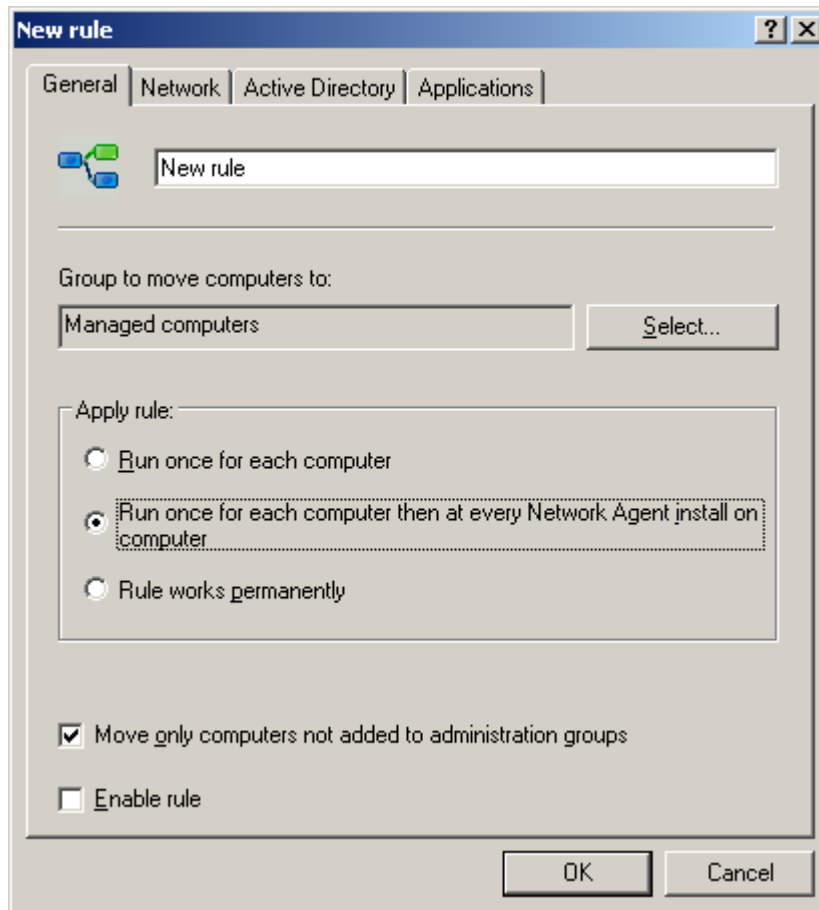 New rule
General Network Active Directory Applications
New rule
Group to move computers to:
Managed computers Select...
Apply rule:
Run once for each computer
Run once for each computer then at every Network Agent install on
computer
Rule works permanently
Move only computers not added to administration groups
Enable rule
OK Cancel